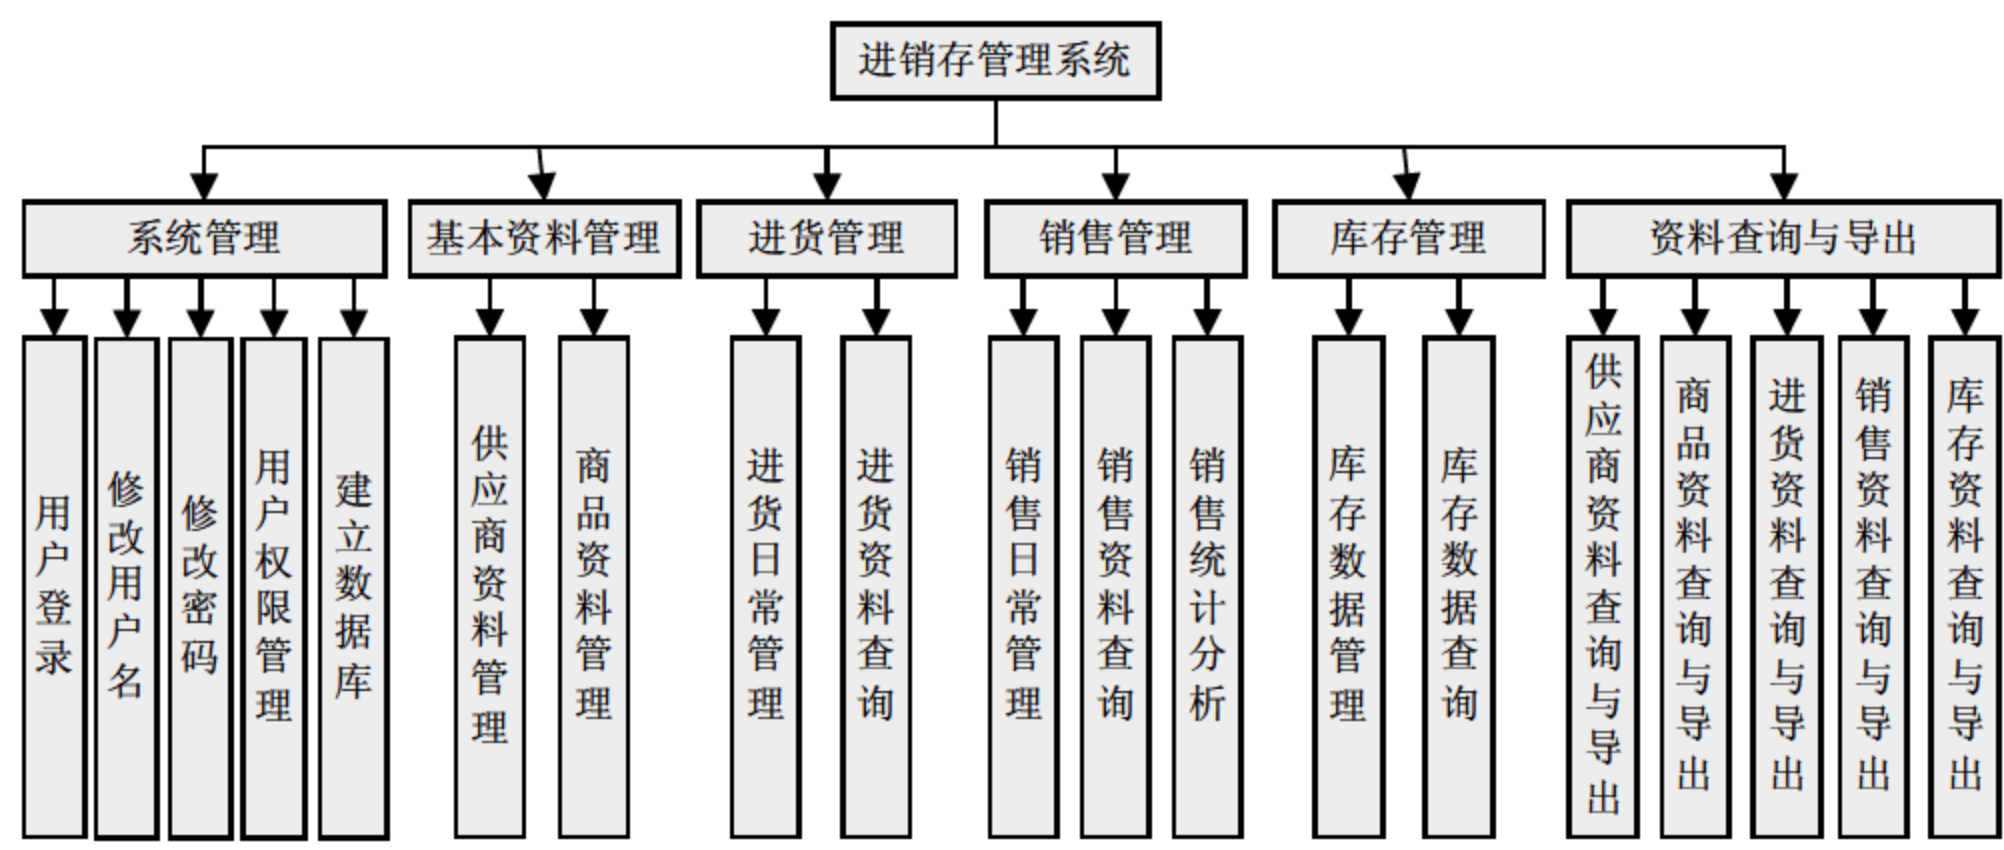 进销存管理系统
系统管理
基本资料管理
进货管理
销售管理
库存管理
资料查询与导出
用户登录
修改用户名
修改密码
用户权限管理
建立数据库
供应商资料管理
商品资料管理
进货日常管理
进货资料查询
销售日常管理
销售资料查询
销售统计分析
库存数据管理
库存数据查询
供应商资料查询与导出
商品资料查询与导出
进货资料查询与导出
销售资料查询与导出
库存资料查询与导出